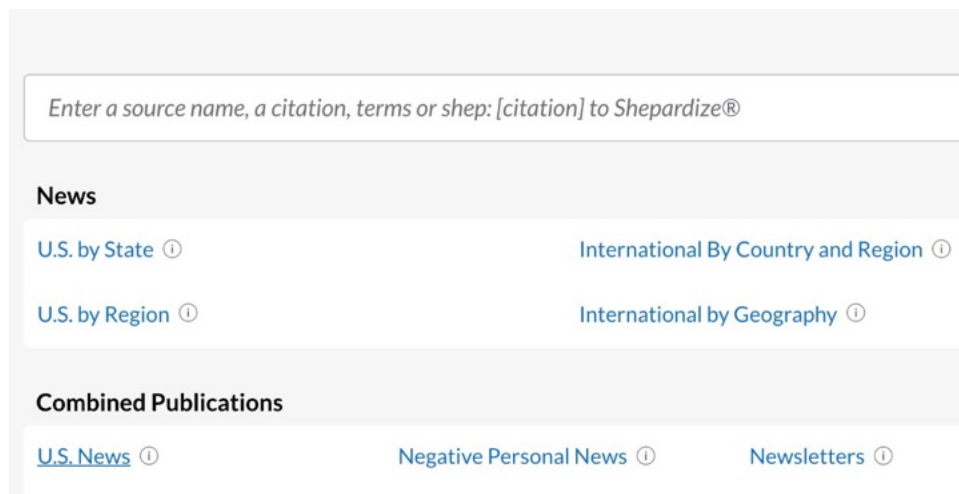 Enter a source name, a citation, terms or shep: [citation] to Shepardize®
News
U.S. by State
International By Country and Region
U.S. by Region
International by Geography
Combined Publications
U.S. News
Negative Personal News
Newsletters